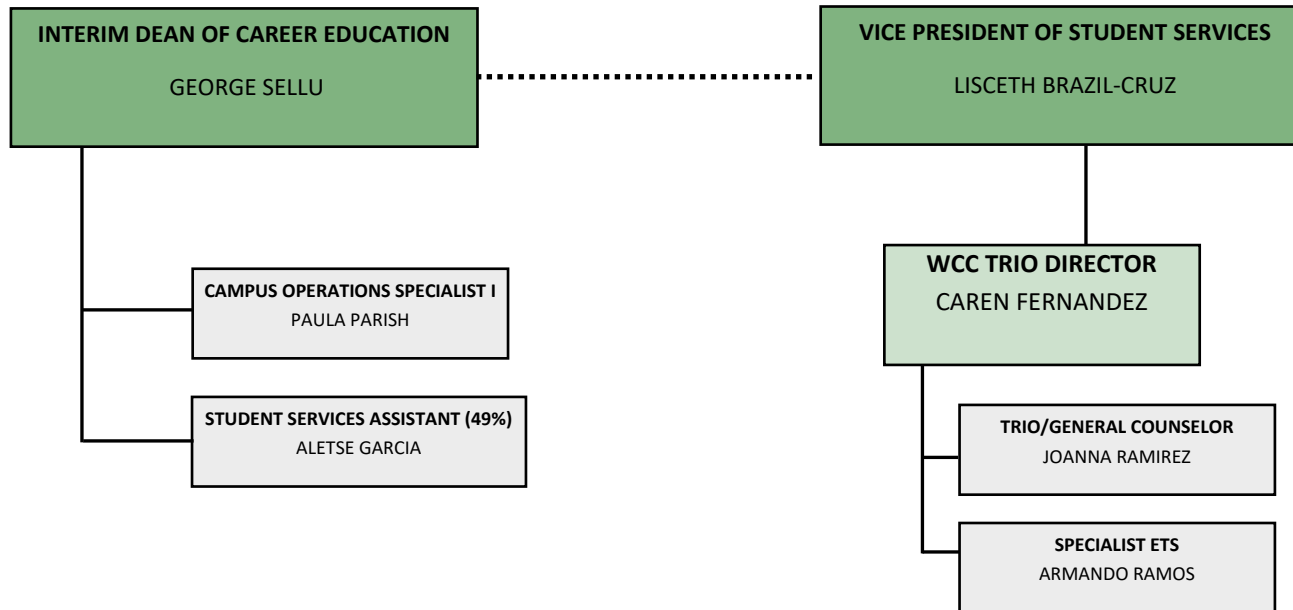 INTERIM DEAN OF CAREER EDUCATION
GEORGE SELLU
VICE PRESIDENT OF STUDENT SERVICES
LISCETH BRAZIL-CRUZ
WCC TRIO DIRECTOR
CAREN FERNANDEZ
CAMPUS OPERATIONS SPECIALIST I
PAULA PARISH
STUDENT SERVICES ASSISTANT (49%)
ALETSE GARCIA
TRIO/GENERAL COUNSELOR
JOANNA RAMIREZ
SPECIALIST ETS
ARMANDO RAMOS